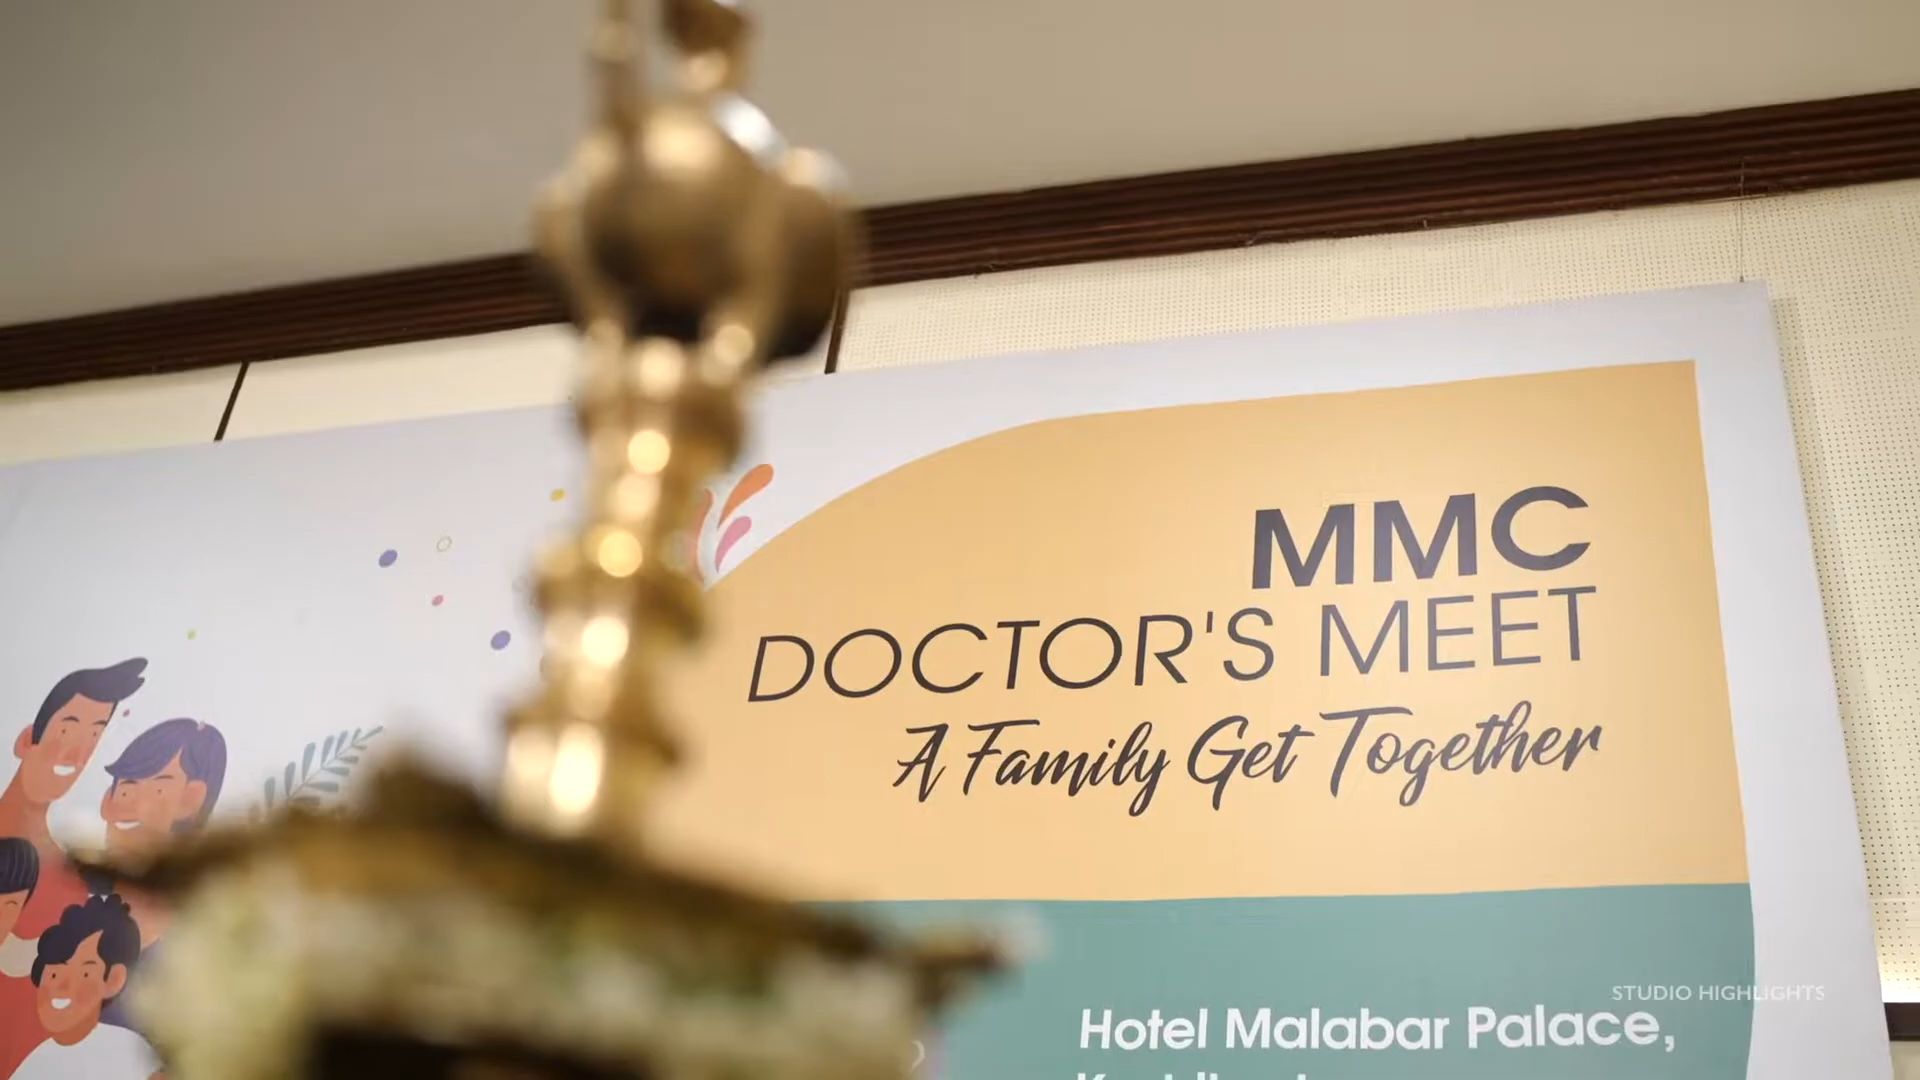 MMC
DOCTOR'S MEET
A Family Get Together
Hotel Malabar Palace,
STUDIO HIGHLIGHTS